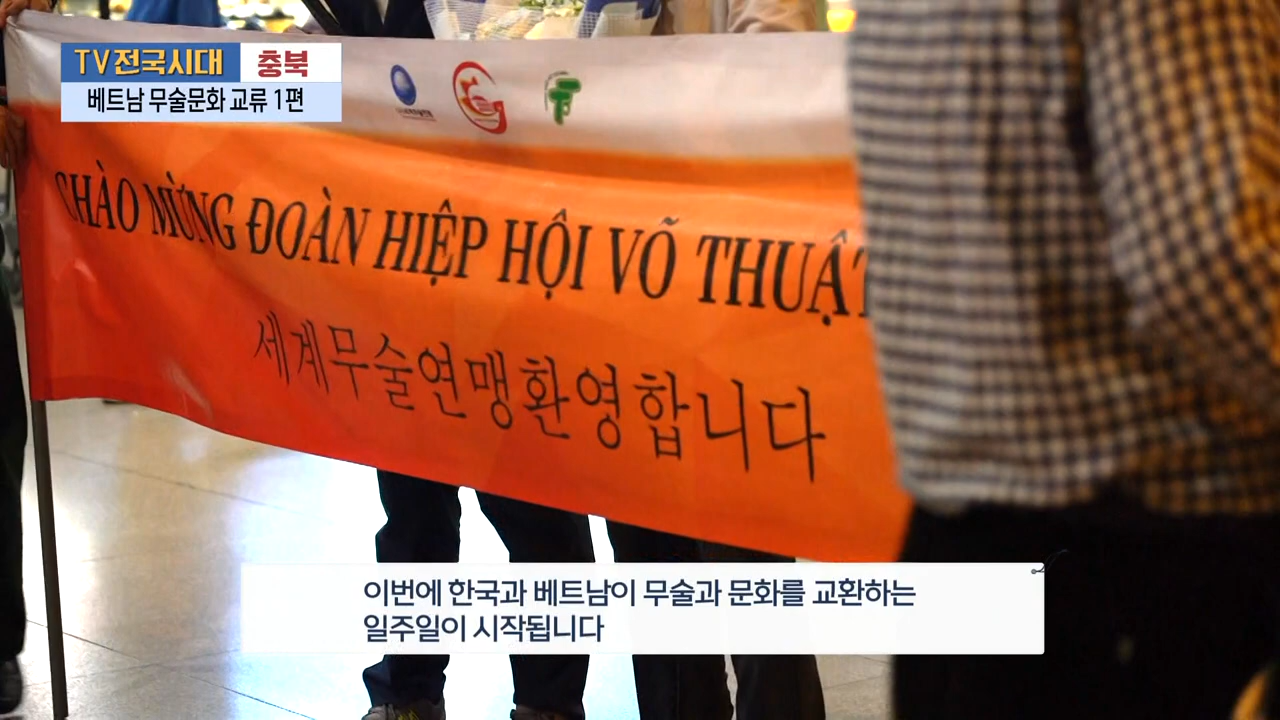 TV전국시대 충북
베트남 무술문화 교류 1편
CHÀO MỪNG ĐOÀN HIỆP HỘI VÕ THUẬT
세계무술연맹환영합니다
이번에 한국과 베트남이 무술과 문화를 교환하는
일주일이 시작됩니다